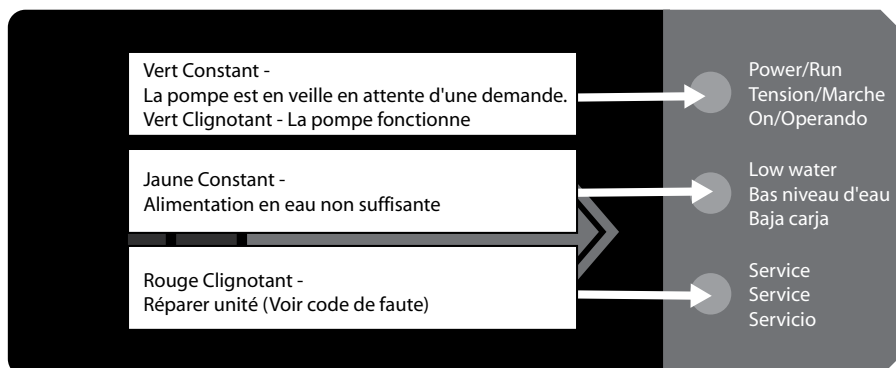 Vert Constant -
La pompe est en veille en attente d'une demande.
Vert Clignotant - La pompe fonctionne
Power/Run
Tension/Marche
On/Operando
Jaune Constant -
Alimentation en eau non suffisante
Low water
Bas niveau d'eau
Baja carja
Rouge Clignotant -
Réparer unité (Voir code de faute)
Service
Service
Servicio